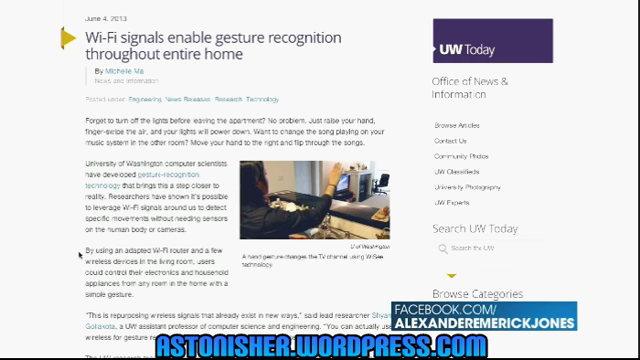 June 4, 2013
Wi-Fi signals enable gesture recognition
throughout entire home
By Michelle Ma
News and Information
Posted under: Engineering, News Releases, Research, Technology
Forget to turn off the lights before leaving the apartment? No problem. Just raise your hand,
finger-swipe the air, and your lights will power down. Want to change the song playing on your
music system in the other room? Move your hand to the right and flip through the songs.
University of Washington computer scientists
have developed gesture-recognition
technology that brings this a step closer to
reality. Researchers have shown it's possible
to leverage Wi-Fi signals around us to detect
specific movements without needing sensors
on the human body or cameras.
U of Washington
A hand gesture changes the TV channel using WiSee
technology.
By using an adapted Wi-Fi router and a few
wireless devices in the living room, users
could control their electronics and household
appliances from any room in the home with a
simple gesture.
"This is repurposing wireless signals that already exist in new ways," said lead researcher Shyam
Gollakota, a UW assistant professor of computer science and engineering. "You can actually use
wireless for gesture
UW Today
Office of News &
Information
Browse Articles
Contact Us
Community Photos
UW Classifieds
University Photography
UW Experts
Search UW Today
Search the UW
Browse Categories
FACEBOOK.COM/
ALEXANDEREMERICKJONES
ASTONISHER.WORDPRESS.COM